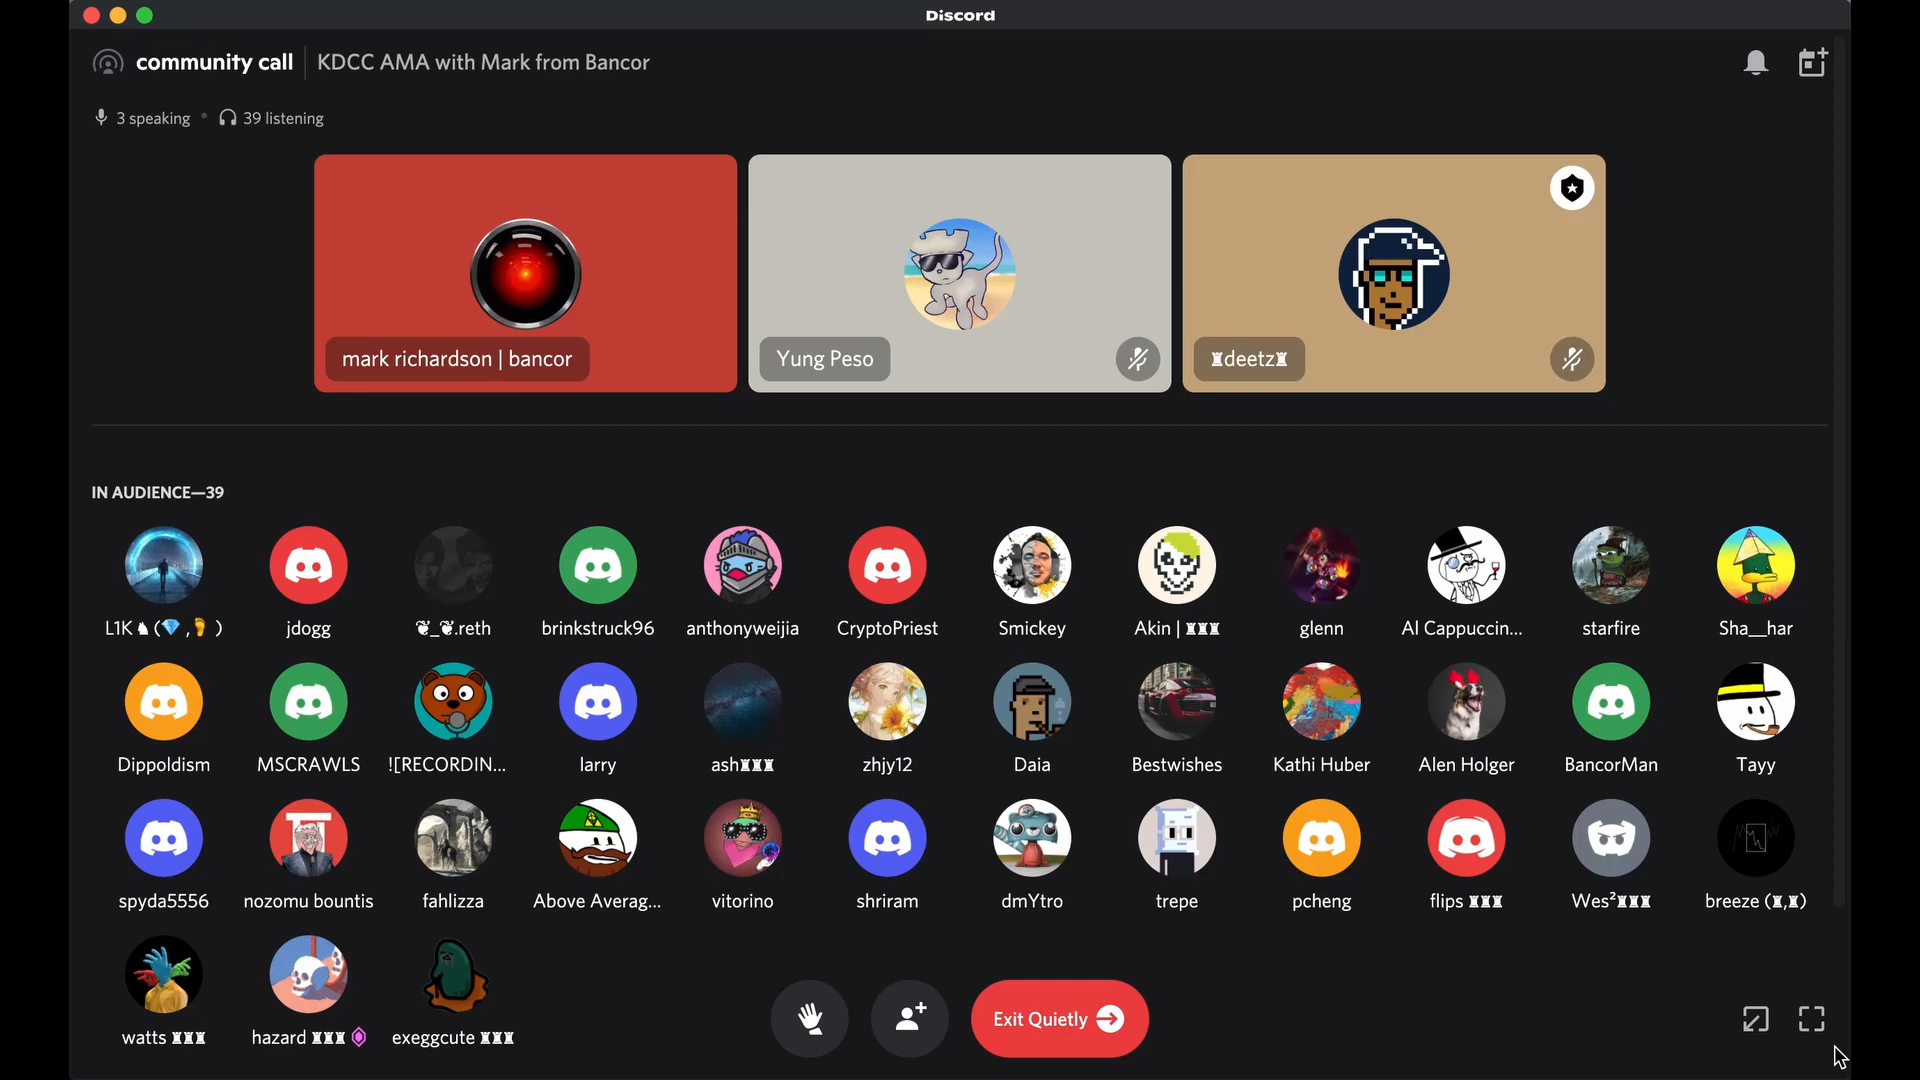 Discord
community call KDCC AMA with Mark from Bancor
3 speaking • 39 listening
mark richardson | bancor Yung Peso ♜deetz♜
IN AUDIENCE—39
L1K ♞ (💎,🦶) jdogg ❦_❦.reth brinkstruck96 anthonyweijia CryptoPriest Smickey Akin | ♜♜♜ glenn Al Cappuccin... starfire Sha__har
Dippoldism MSCRAWLS ![RECORDIN... larry ash♜♜♜ zhjy12 Daia Bestwishes Kathi Huber Alen Holger BancorMan Tayy
spyda5556 nozomu bountis fahlizza Above Averag... vitorino shriram dmYtro trepe pcheng flips ♜♜♜ Wes²♜♜♜ breeze (♜,♜)
watts ♜♜♜ hazard ♜♜♜ exeggcute ♜♜♜
Exit Quietly